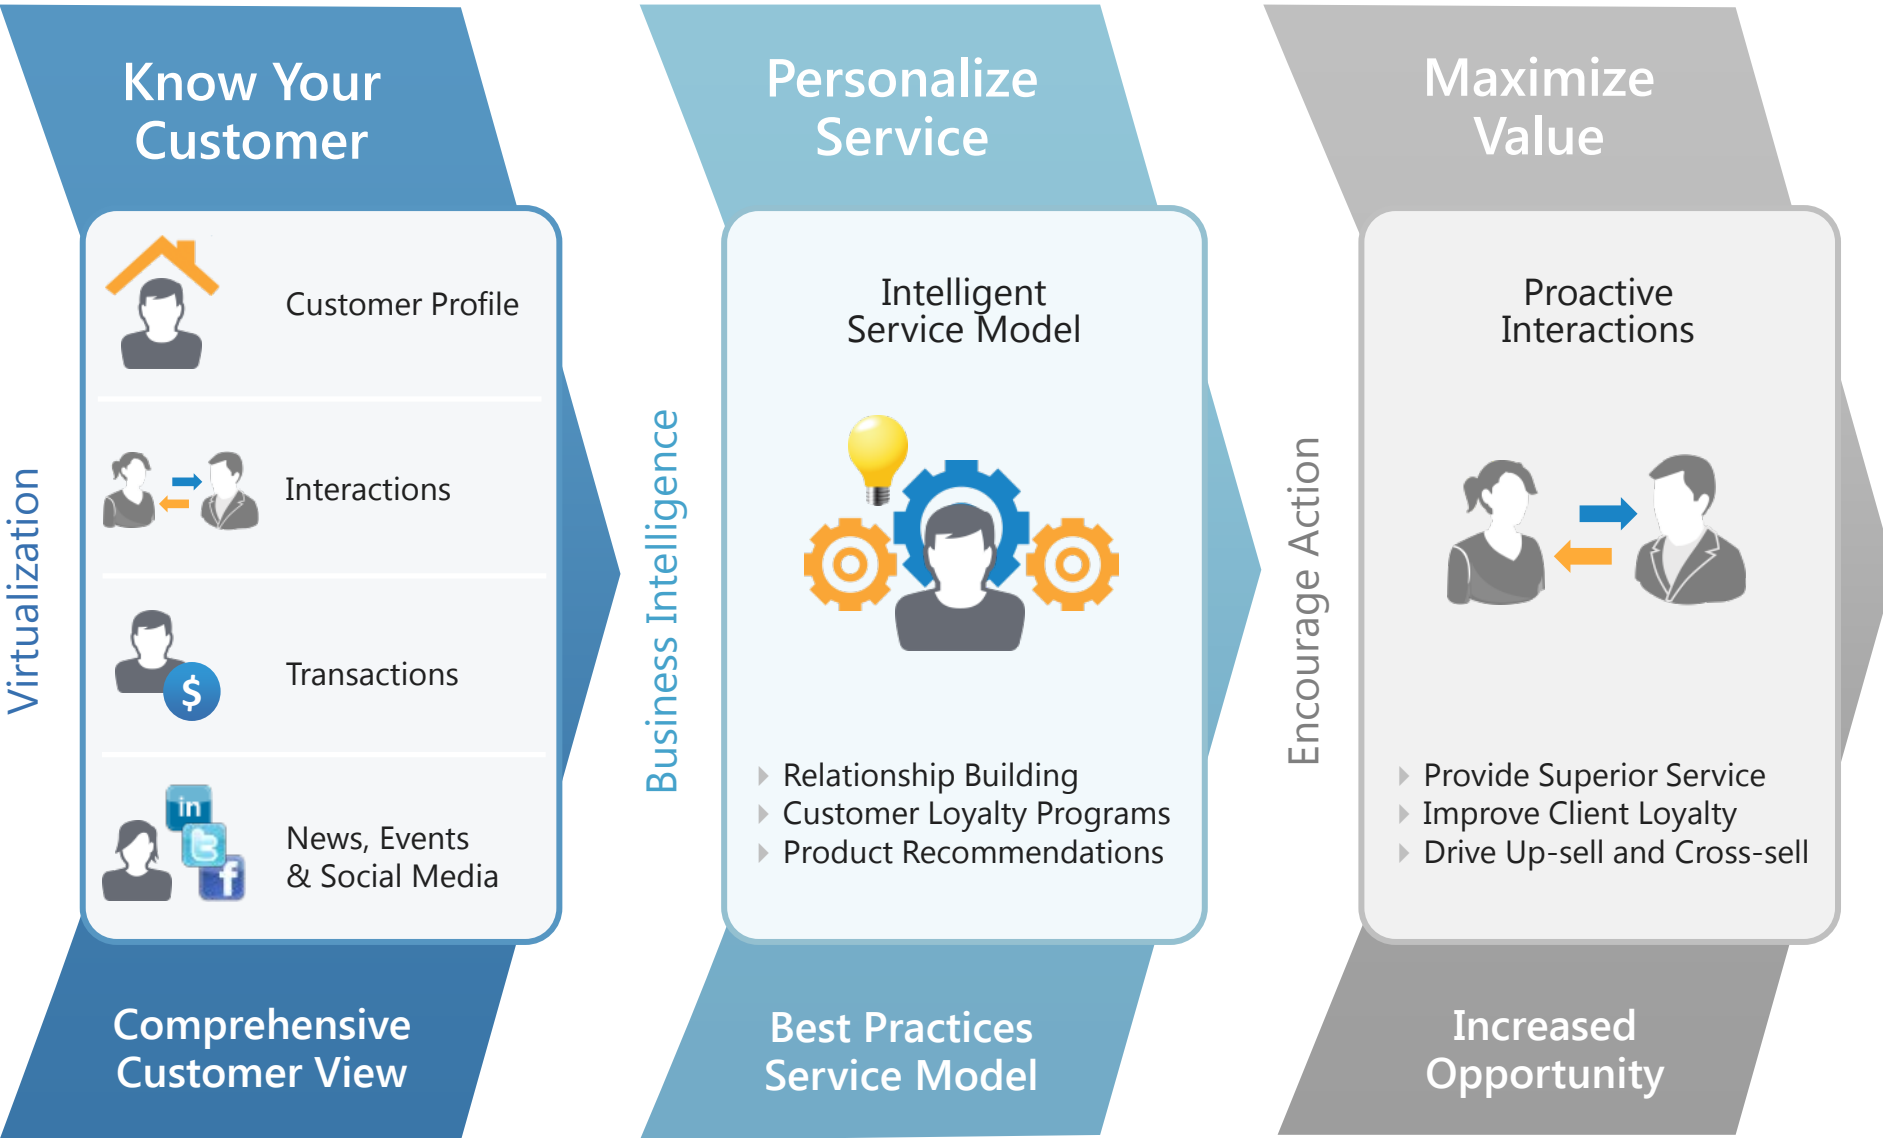 Know Your
Customer
Virtualization
Customer Profile
Interactions
$
Transactions
in
t
f
News, Events
& Social Media
Comprehensive
Customer View
Personalize
Service
Business Intelligence
Intelligent
Service Model
Relationship Building
Customer Loyalty Programs
Product Recommendations
Best Practices
Service Model
Maximize
Value
Encourage Action
Proactive
Interactions
Provide Superior Service
Improve Client Loyalty
Drive Up-sell and Cross-sell
Increased
Opportunity